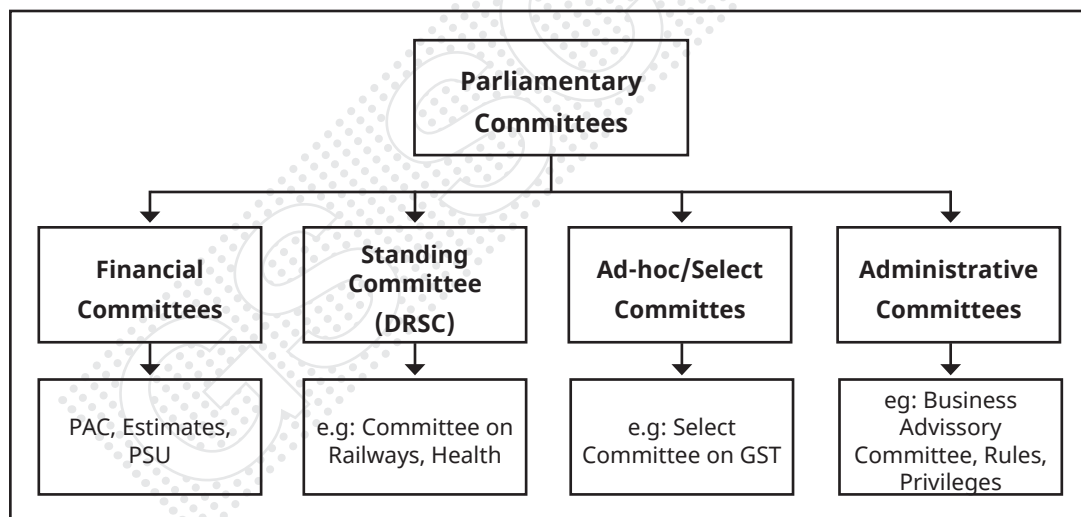 Parliamentary
Committees
Financial
Committees
Standing
Committee
(DRSC)
Ad-hoc/Select
Committes
Administrative
Committees
PAC, Estimates,
PSU
e.g: Committee on
Railways, Health
e.g: Select
Committee on GST
eg: Business
Advissory
Committee, Rules,
Privileges